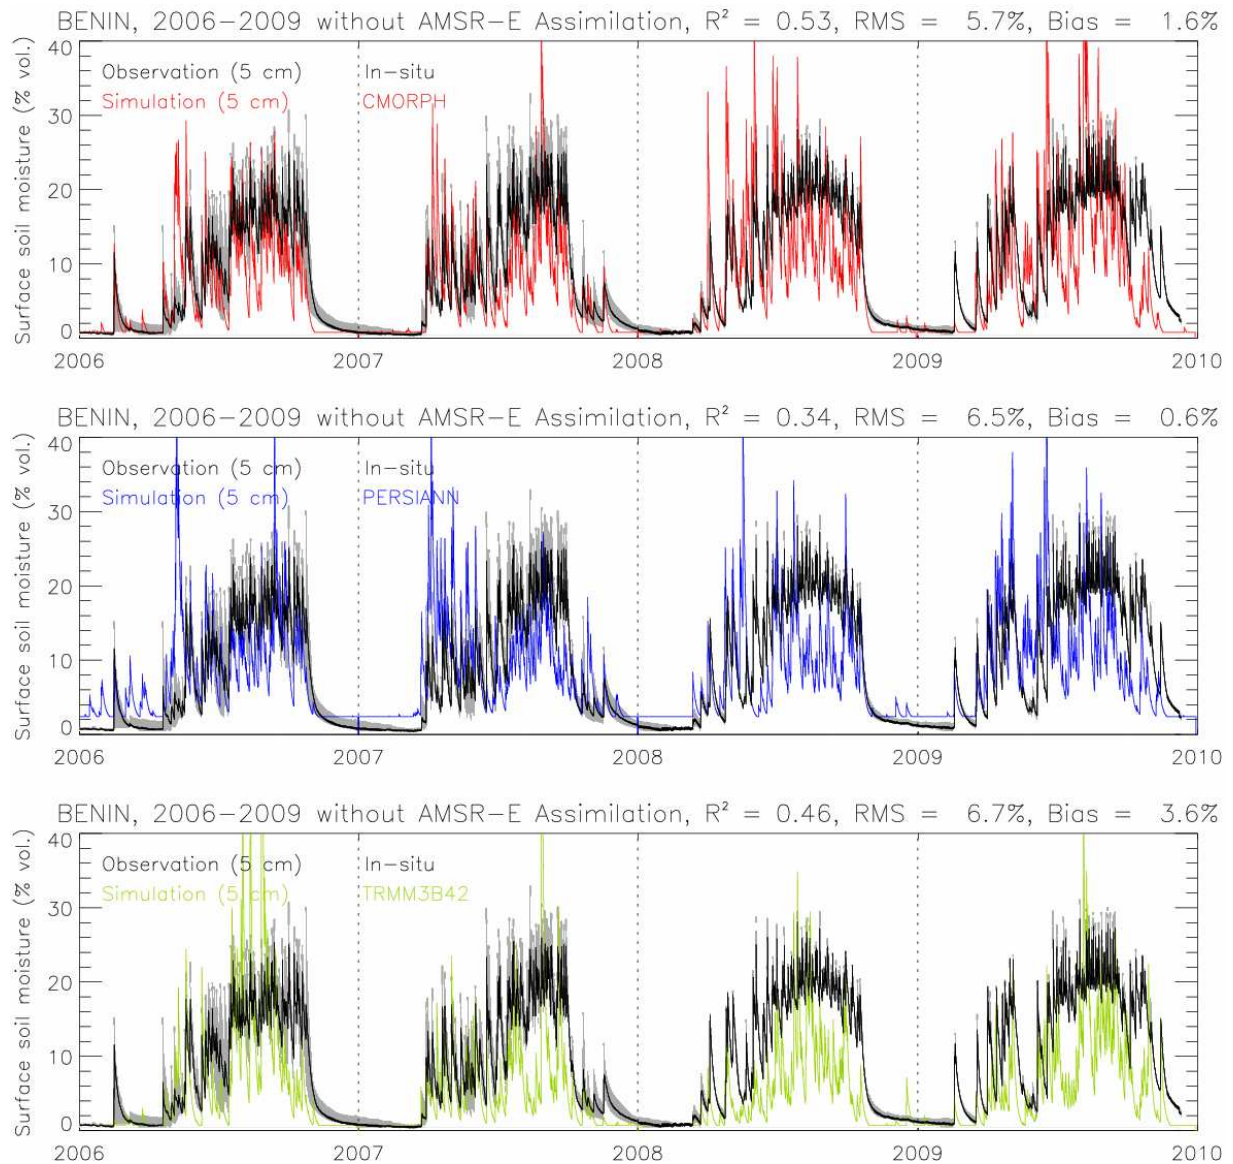 BENIN, 2006-2009 without AMSR-E Assimilation, R² = 0.53, RMS = 5.7%, Bias = 1.6%
40
Observation (5 cm) In-situ
Simulation (5 cm) CMORPH
30
20
10
0
Surface soil moisture (% vol.)
2006 2007 2008 2009 2010
BENIN, 2006-2009 without AMSR-E Assimilation, R² = 0.34, RMS = 6.5%, Bias = 0.6%
40
Observation (5 cm) In-situ
Simulation (5 cm) PERSIANN
30
20
10
0
Surface soil moisture (% vol.)
2006 2007 2008 2009 2010
BENIN, 2006-2009 without AMSR-E Assimilation, R² = 0.46, RMS = 6.7%, Bias = 3.6%
40
Observation (5 cm) In-situ
Simulation (5 cm) TRMM3B42
30
20
10
0
Surface soil moisture (% vol.)
2006 2007 2008 2009 2010